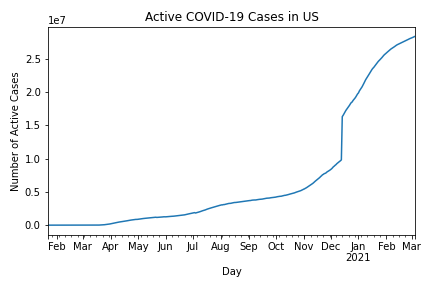 Active COVID-19 Cases in US
1e7
Number of Active Cases
2.5
2.0
1.5
1.0
0.5
0.0
Feb Mar Apr May Jun Jul Aug Sep Oct Nov Dec Jan Feb Mar
2021
Day